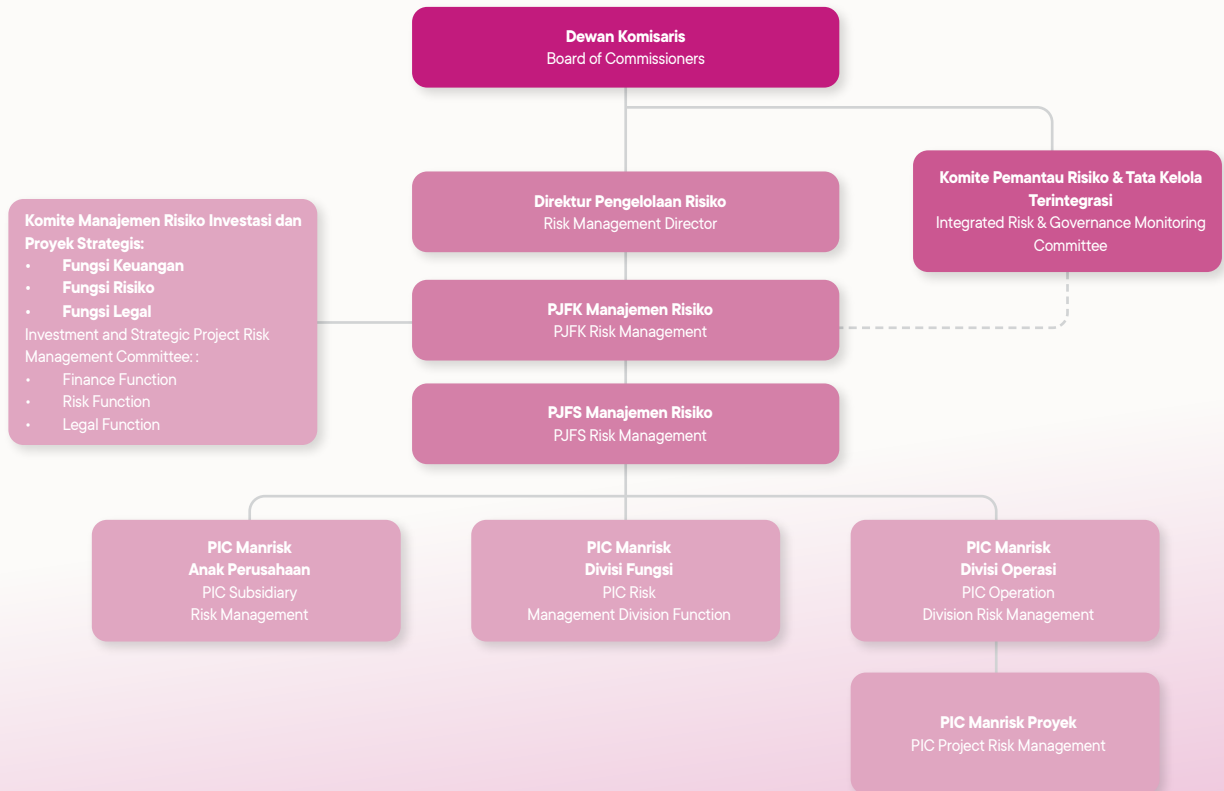 Dewan Komisaris
Board of Commissioners
Direktur Pengelolaan Risiko
Risk Management Director
Komite Pemantau Risiko & Tata Kelola
Terintegrasi
Integrated Risk & Governance Monitoring
Committee
Komite Manajemen Risiko Investasi dan
Proyek Strategis:
• Fungsi Keuangan
• Fungsi Risiko
• Fungsi Legal
Investment and Strategic Project Risk
Management Committee: :
• Finance Function
• Risk Function
• Legal Function
PJFK Manajemen Risiko
PJFK Risk Management
PJFS Manajemen Risiko
PJFS Risk Management
PIC Manrisk
Anak Perusahaan
PIC Subsidiary
Risk Management
PIC Manrisk
Divisi Fungsi
PIC Risk
Management Division Function
PIC Manrisk
Divisi Operasi
PIC Operation
Division Risk Management
PIC Manrisk Proyek
PIC Project Risk Management